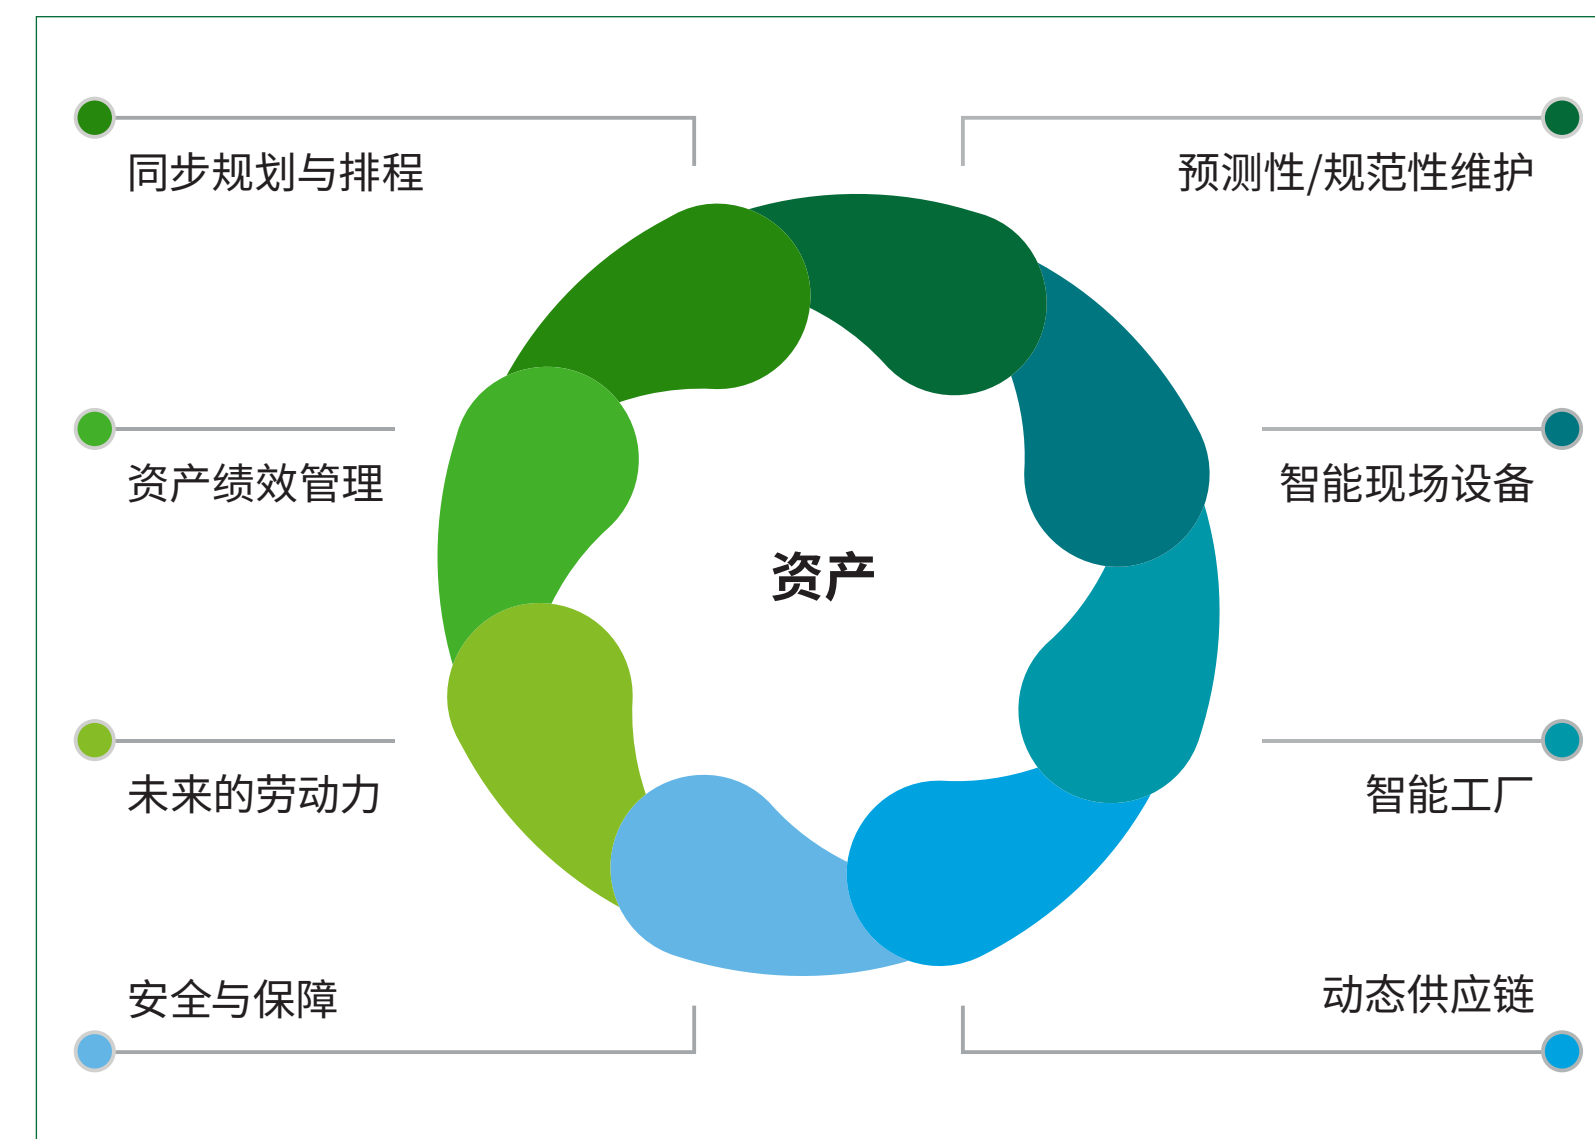 同步规划与排程
预测性/规范性维护
资产绩效管理
智能现场设备
资产
未来的劳动力
智能工厂
安全与保障
动态供应链